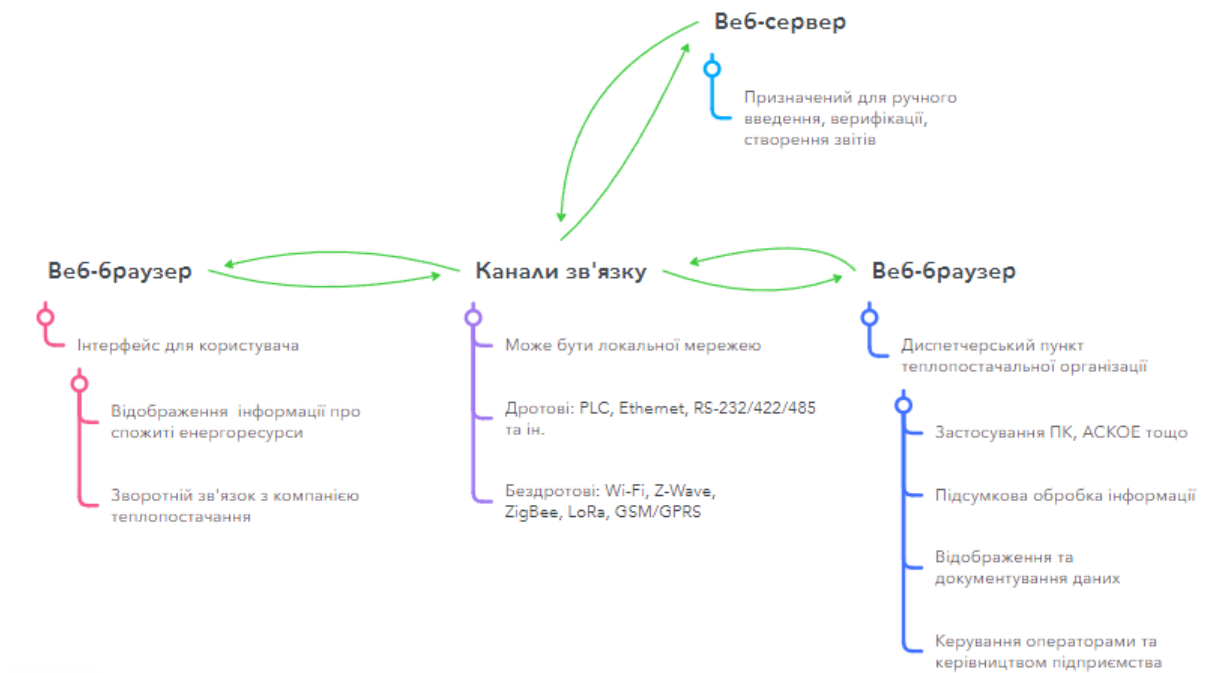 Веб-сервер
Призначений для ручного
введення, верифікації,
створення звітів
Веб-браузер
Інтерфейс для користувача
Відображення інформації про
спожиті енергоресурси
Зворотній зв'язок з компанією
теплопостачання
Канали зв'язку
Може бути локальної мережею
Дротові: PLC, Ethernet, RS-232/422/485
та ін.
Бездротові: Wi-Fi, Z-Wave,
ZigBee, LoRa, GSM/GPRS
Веб-браузер
Диспетчерський пункт
теплопостачальної організації
Застосування ПК, АСКОЕ тощо
Підсумкова обробка інформації
Відображення та
документування даних
Керування операторами та
керівництвом підприємства